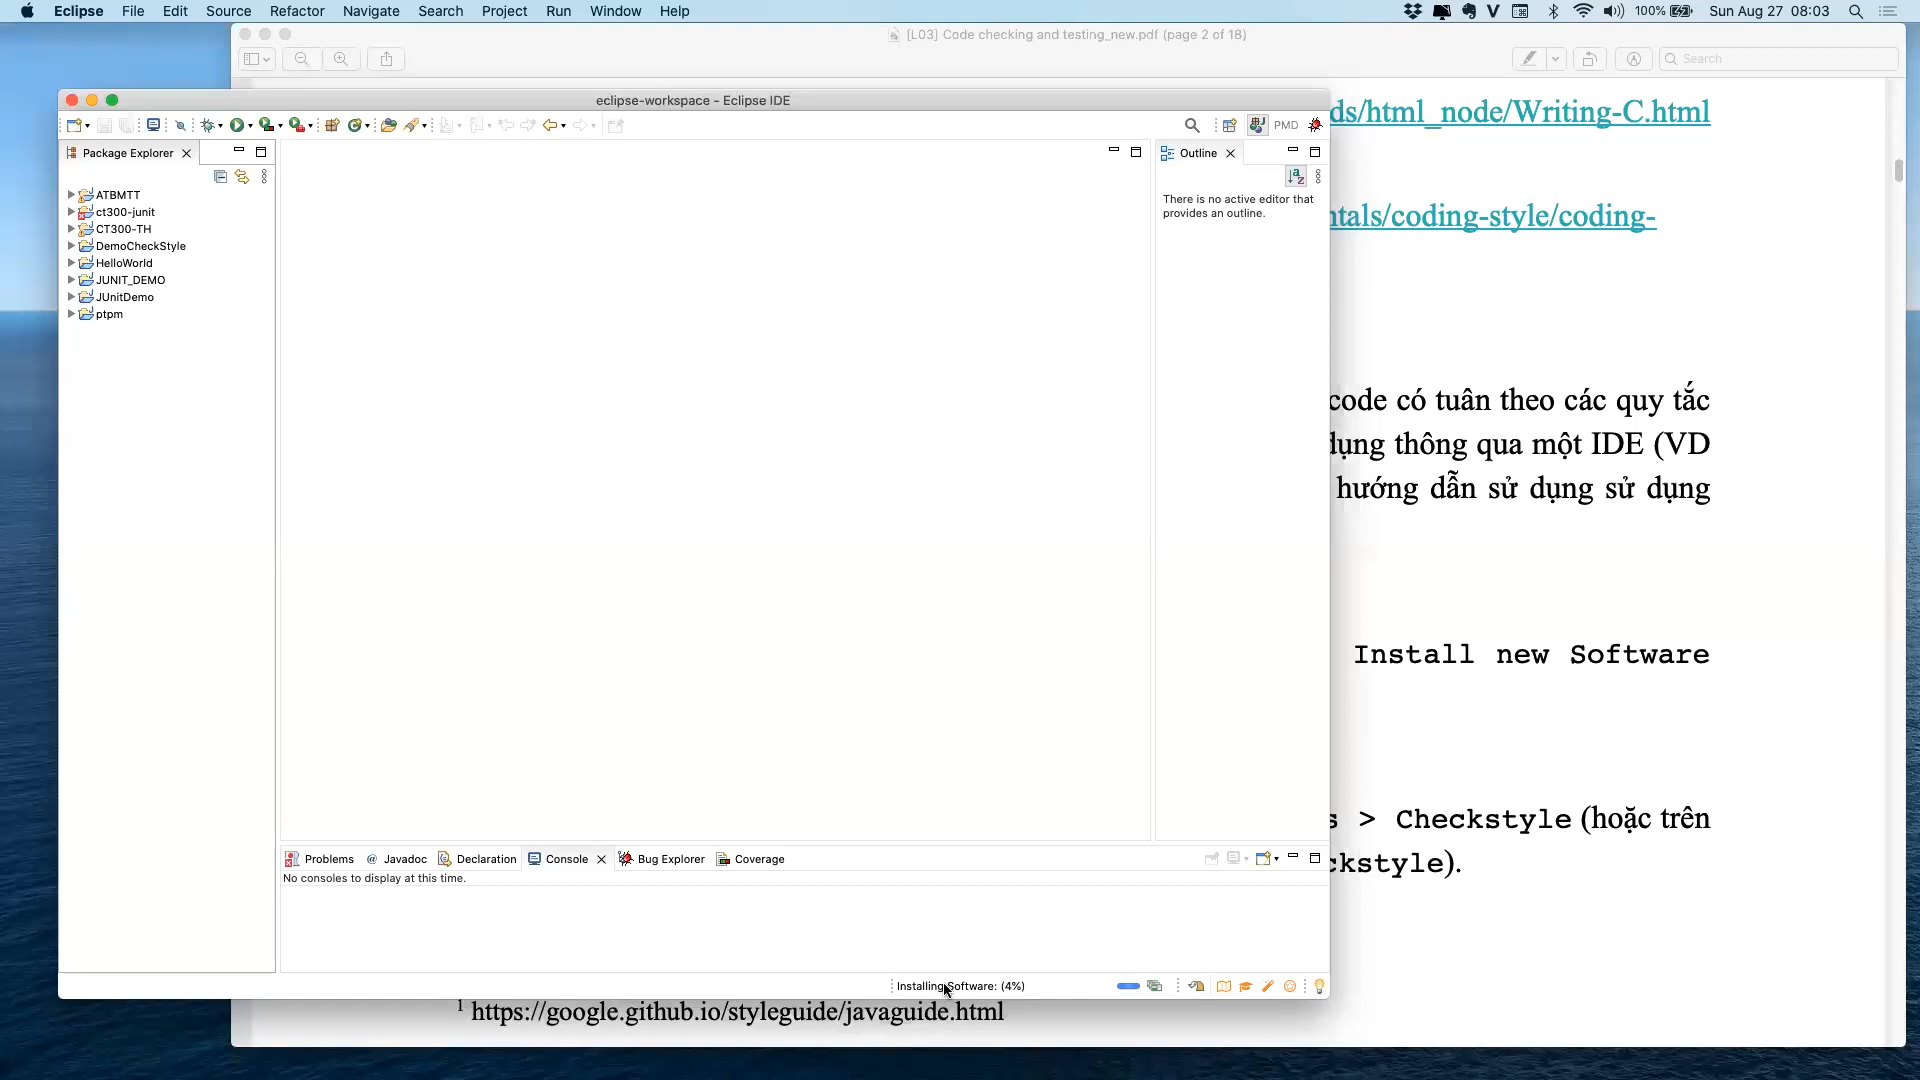 Eclipse File Edit Source Refactor Navigate Search Project Run Window Help
100% Sun Aug 27 08:03
[L03] Code checking and testing_new.pdf (page 2 of 18)
Search
eclipse-workspace - Eclipse IDE
PMD
Package Explorer
ATBMTT
ct300-junit
CT300-TH
DemoCheckStyle
HelloWorld
JUNIT_DEMO
JUnitDemo
ptpm
Outline
There is no active editor that
provides an outline.
ds/html_node/Writing-C.html
ntals/coding-style/coding-
code có tuân theo các quy tắc
dụng thông qua một IDE (VD
hướng dẫn sử dụng sử dụng
Install new Software
s > Checkstyle (hoặc trên
ckstyle).
Problems Javadoc Declaration Console Bug Explorer Coverage
No consoles to display at this time.
Installing Software: (4%)
1 https://google.github.io/styleguide/javaguide.html